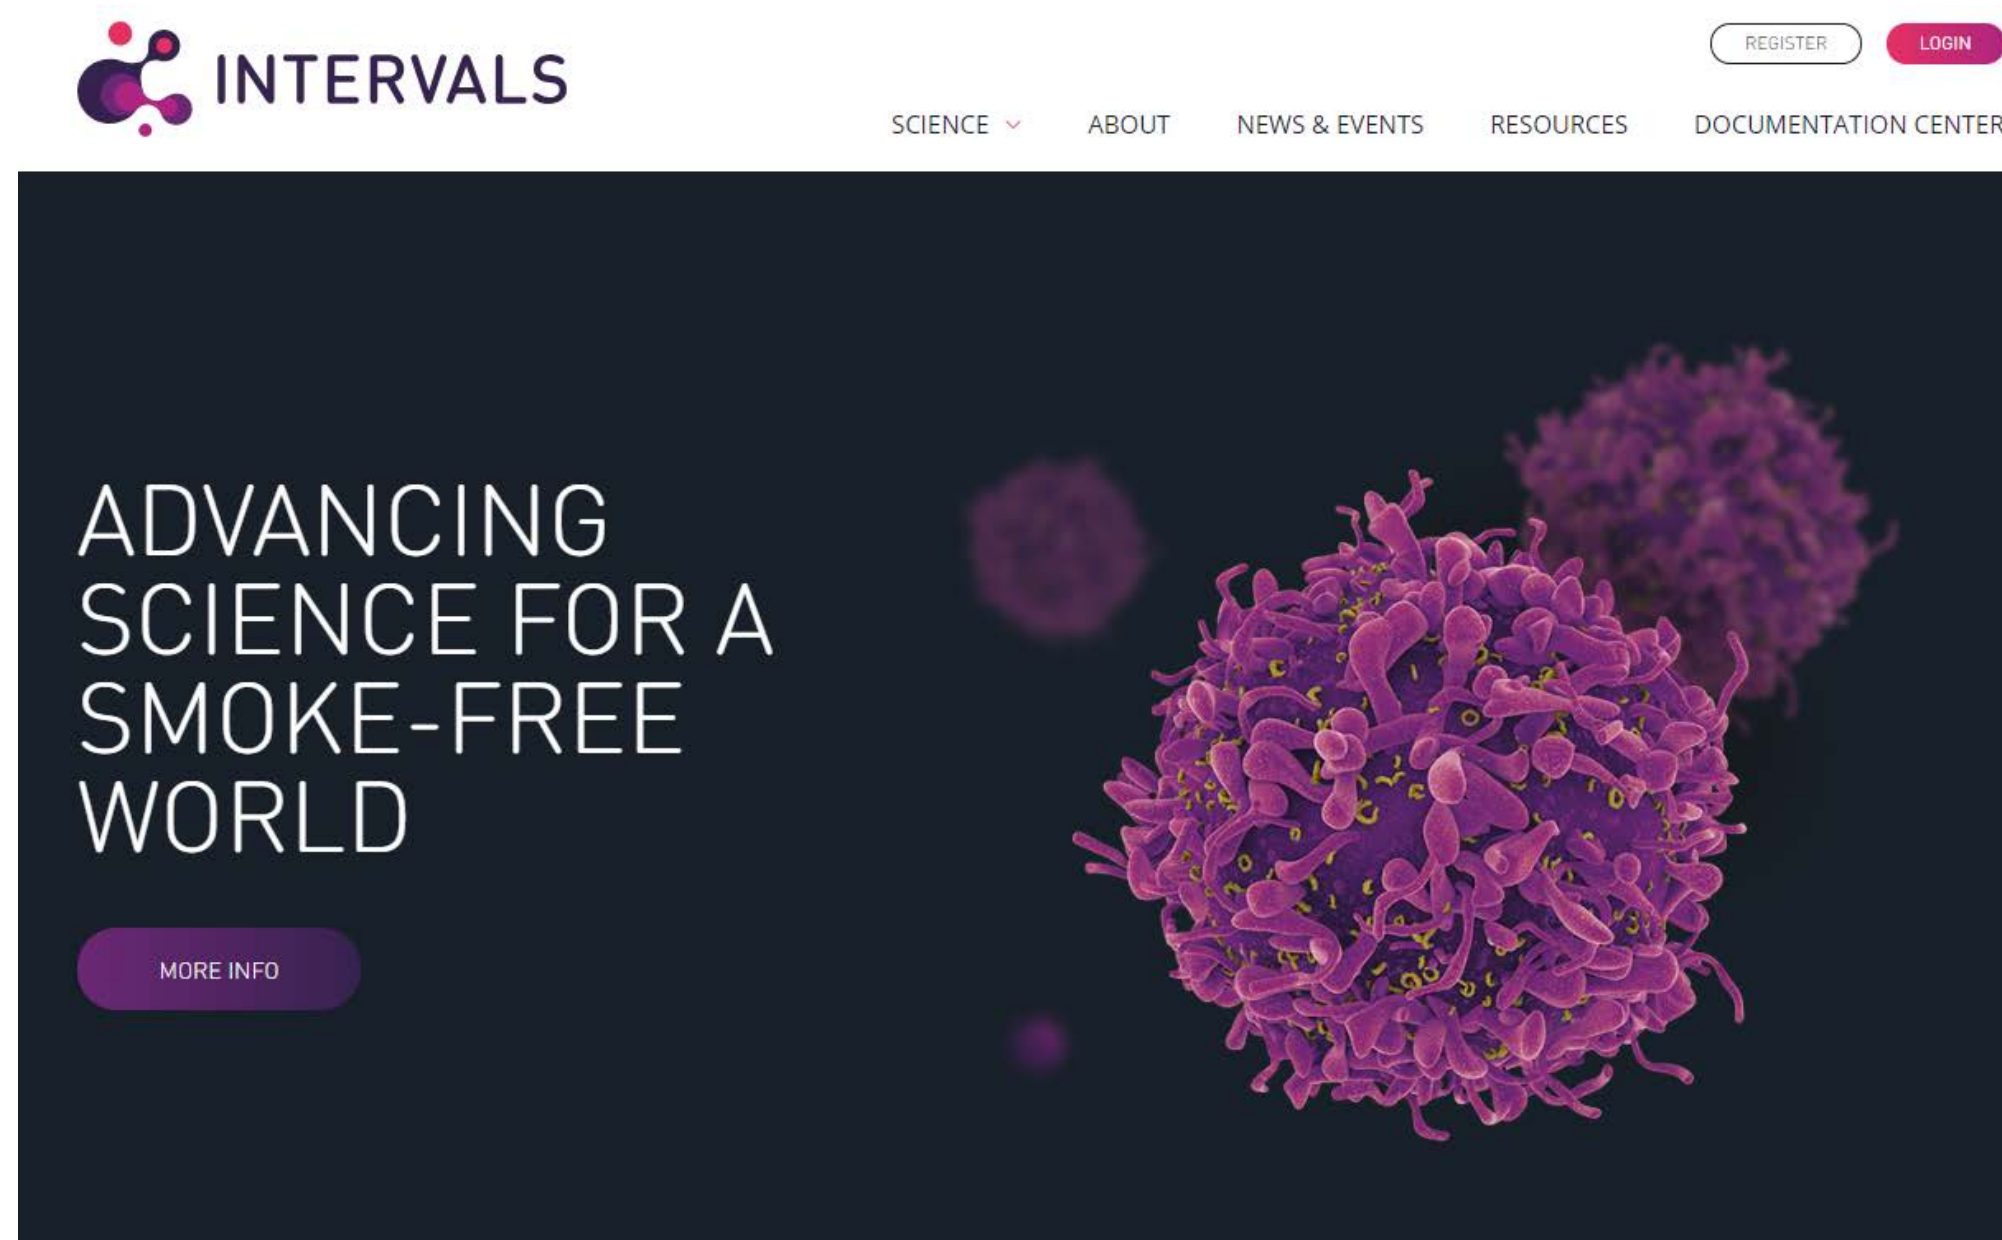 INTERVALS
REGISTER
LOGIN
SCIENCE
ABOUT
NEWS & EVENTS
RESOURCES
DOCUMENTATION CENTER
ADVANCING
SCIENCE FOR A
SMOKE-FREE
WORLD
MORE INFO